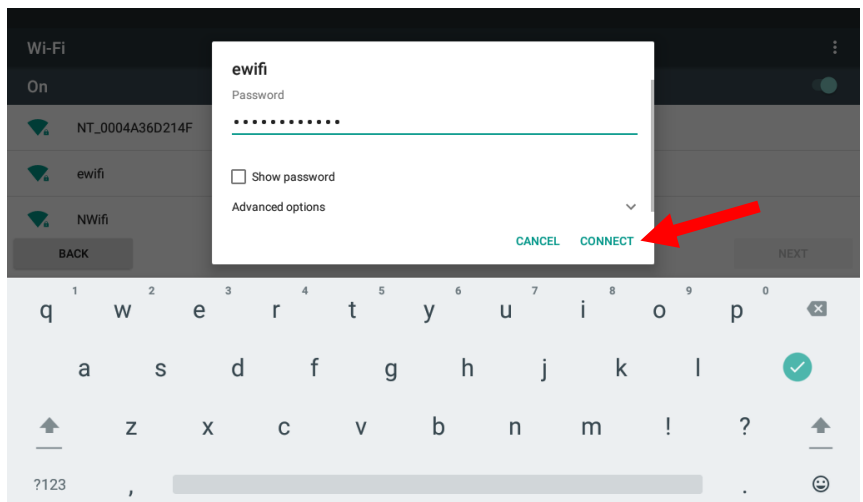 Wi-Fi
On
NT_0004A36D214F
ewifi
NWifi
BACK
NEXT
ewifi
Password
••••••••••••
Show password
Advanced options
CANCEL CONNECT
1 2 3 4 5 6 7 8 9 0
q w e r t y u i o p
a s d f g h j k l
z x c v b n m ! ?
?123 , .